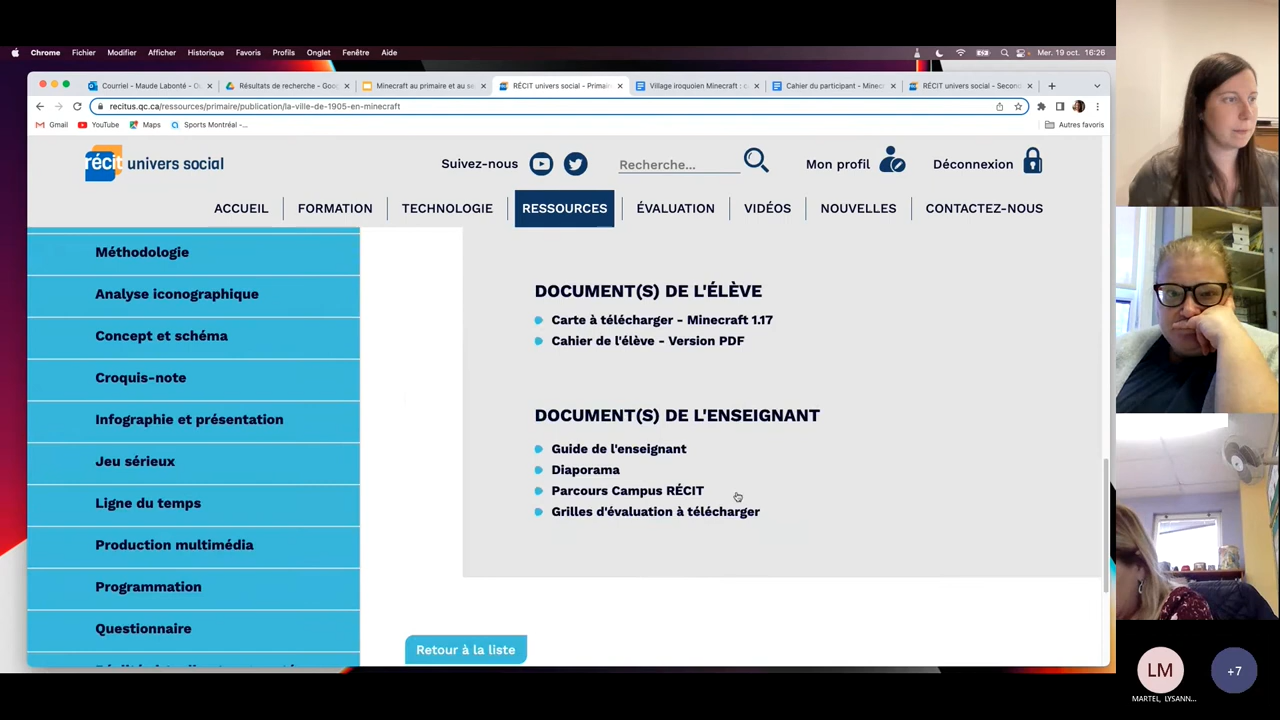 Chrome Fichier Modifier Afficher Historique Favoris Profils Onglet Fenêtre Aide Mer. 19 oct. 16:26
Courriel - Maude Labonté - O Résultats de recherche - Goo Minecraft au primaire et au se RÉCIT univers social - Primair Village iroquoien Minecraft : c Cahier du participant - Minec RÉCIT univers social - Second
recitus.qc.ca/ressources/primaire/publication/la-ville-de-1905-en-minecraft
Gmail YouTube Maps Sports Montréal -... Autres favoris
récit univers social Suivez-nous Recherche... Mon profil Déconnexion
ACCUEIL FORMATION TECHNOLOGIE RESSOURCES ÉVALUATION VIDÉOS NOUVELLES CONTACTEZ-NOUS
Méthodologie
Analyse iconographique
Concept et schéma
Croquis-note
Infographie et présentation
Jeu sérieux
Ligne du temps
Production multimédia
Programmation
Questionnaire
DOCUMENT(S) DE L'ÉLÈVE
Carte à télécharger - Minecraft 1.17
Cahier de l'élève - Version PDF
DOCUMENT(S) DE L'ENSEIGNANT
Guide de l'enseignant
Diaporama
Parcours Campus RÉCIT
Grilles d'évaluation à télécharger
Retour à la liste
LM
MARTEL, LYSANN...
+7